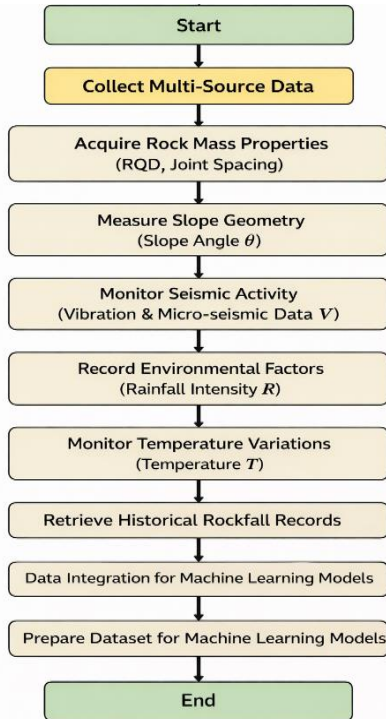 Start
Collect Multi-Source Data
Acquire Rock Mass Properties
(RQD, Joint Spacing)
Measure Slope Geometry
(Slope Angle θ)
Monitor Seismic Activity
(Vibration & Micro-seismic Data V)
Record Environmental Factors
(Rainfall Intensity R)
Monitor Temperature Variations
(Temperature T)
Retrieve Historical Rockfall Records
Data Integration for Machine Learning Models
Prepare Dataset for Machine Learning Models
End